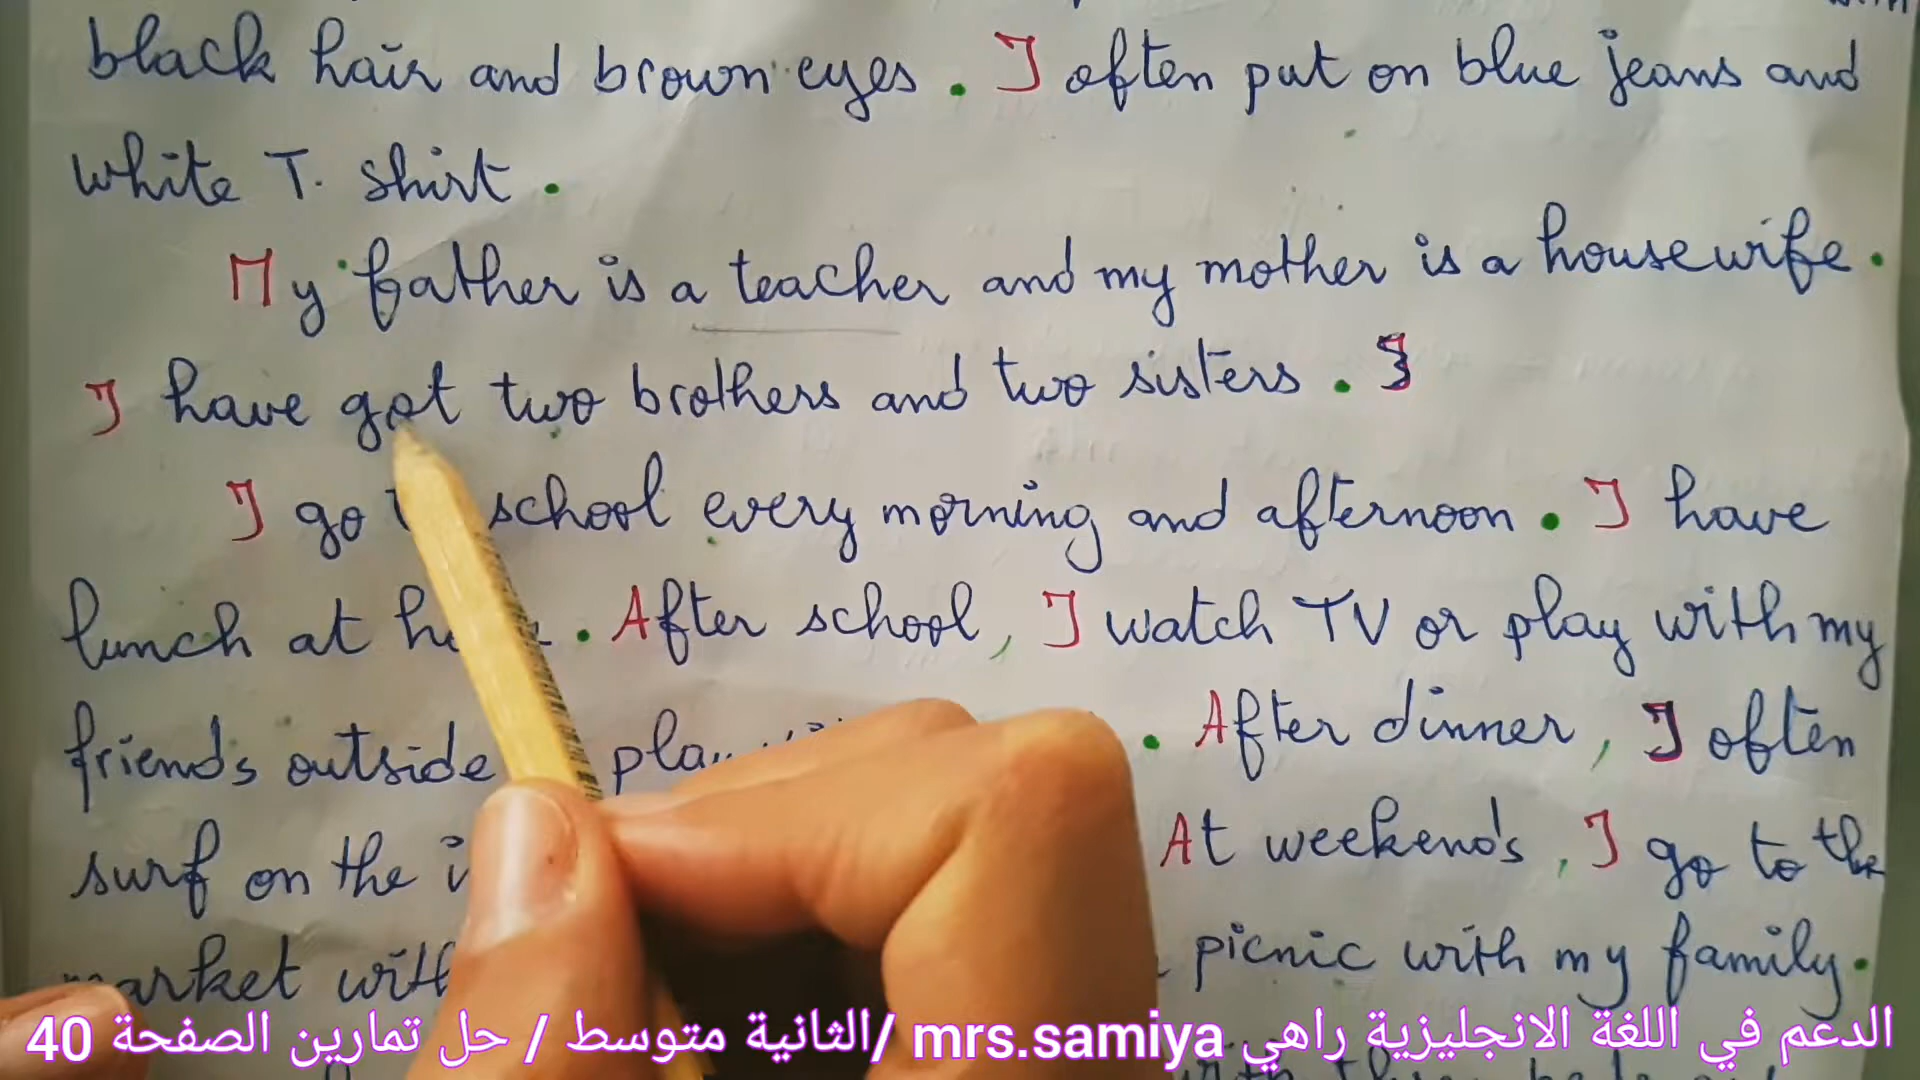 black hair and brown eyes. I often put on blue jeans and
white T. shirt.
My father is a teacher and my mother is a housewife.
I have got two brothers and two sisters. I
I go school every morning and afternoon. I have
lunch at. After school, I watch TV or play with my
friends outside. After dinner, I often
surf on the At weekends, I go to the
market picnic with my family.
الدعم في اللغة الانجليزية راهي mrs.samiya /الثانية متوسط / حل تمارين الصفحة 40